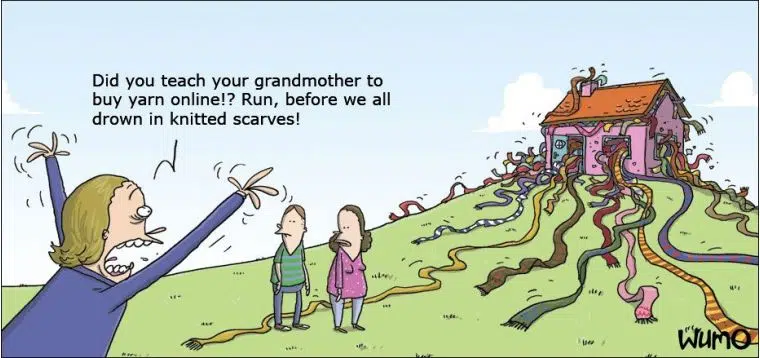 Did you teach your grandmother to
buy yarn online!? Run, before we all
drown in knitted scarves!
WUMO